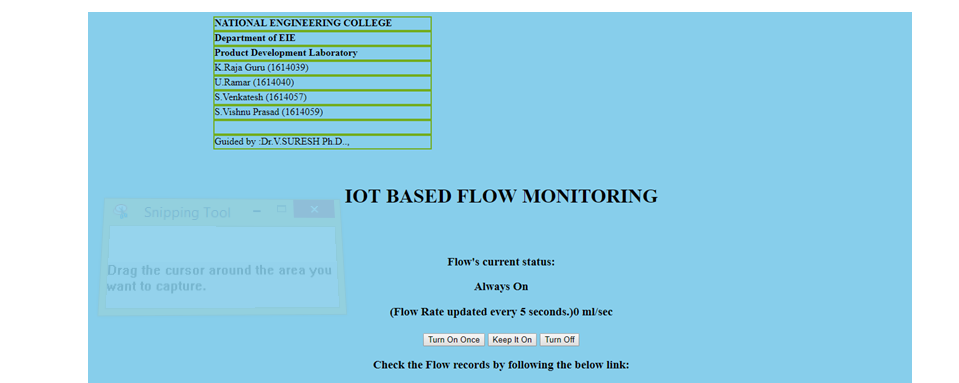 NATIONAL ENGINEERING COLLEGE
Department of EIE
Product Development Laboratory
K.Raja Guru (1614039)
U.Ramar (1614040)
S.Venkatesh (1614057)
S.Vishnu Prasad (1614059)
Guided by :Dr.V.SURESH Ph.D..,
IOT BASED FLOW MONITORING
Snipping Tool
Drag the cursor around the area you
want to capture.
Flow's current status:
Always On
(Flow Rate updated every 5 seconds.)0 ml/sec
Turn On Once Keep It On Turn Off
Check the Flow records by following the below link: